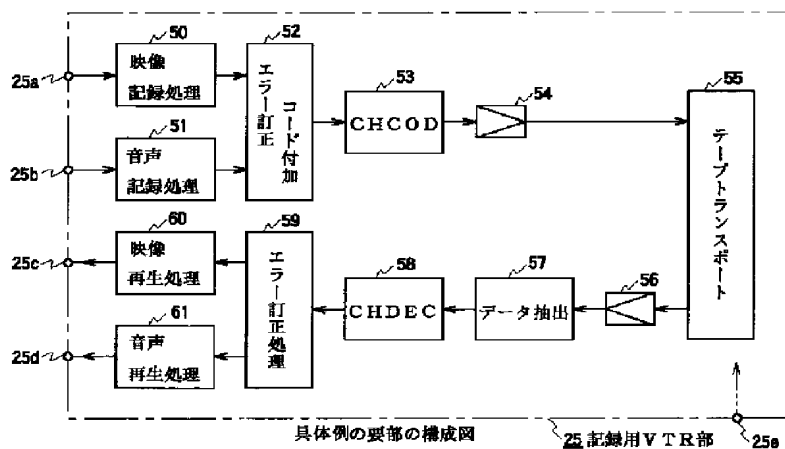 50
映像
記録処理
25a
52
エラー訂正
コード付加
53
CHCOD
54
55
テープトランスポート
51
音声
記録処理
25b
60
映像
再生処理
25c
59
エラー訂正処理
58
CHDEC
57
データ抽出
56
61
音声
再生処理
25d
具体例の要部の構成図
25 記録用VTR部
25e